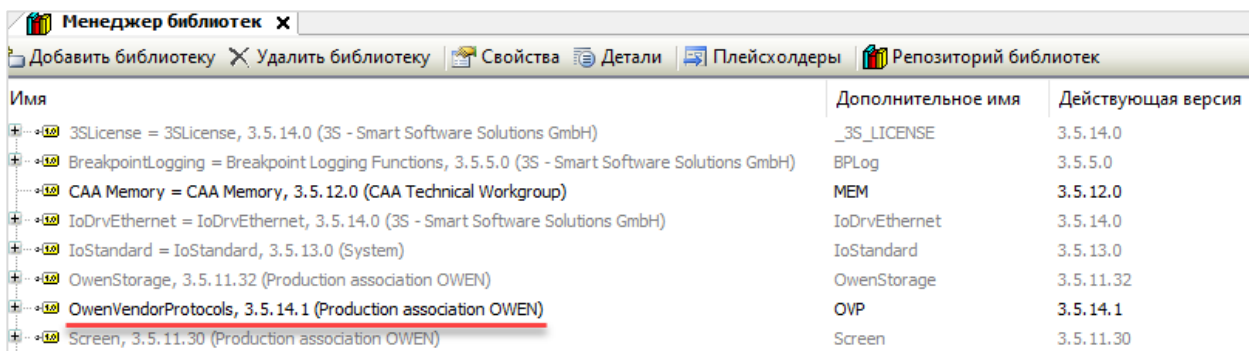 Менеджер библиотек x
Добавить библиотеку Удалить библиотеку Свойства Детали Плейсхолдеры Репозиторий библиотек
Имя Дополнительное имя Действующая версия
3SLicense = 3SLicense, 3.5.14.0 (3S - Smart Software Solutions GmbH) _3S_LICENSE 3.5.14.0
BreakpointLogging = Breakpoint Logging Functions, 3.5.5.0 (3S - Smart Software Solutions GmbH) BPLog 3.5.5.0
CAA Memory = CAA Memory, 3.5.12.0 (CAA Technical Workgroup) MEM 3.5.12.0
IoDrvEthernet = IoDrvEthernet, 3.5.14.0 (3S - Smart Software Solutions GmbH) IoDrvEthernet 3.5.14.0
IoStandard = IoStandard, 3.5.13.0 (System) IoStandard 3.5.13.0
OwenStorage, 3.5.11.32 (Production association OWEN) OwenStorage 3.5.11.32
OwenVendorProtocols, 3.5.14.1 (Production association OWEN) OVP 3.5.14.1
Screen, 3.5.11.30 (Production association OWEN) Screen 3.5.11.30